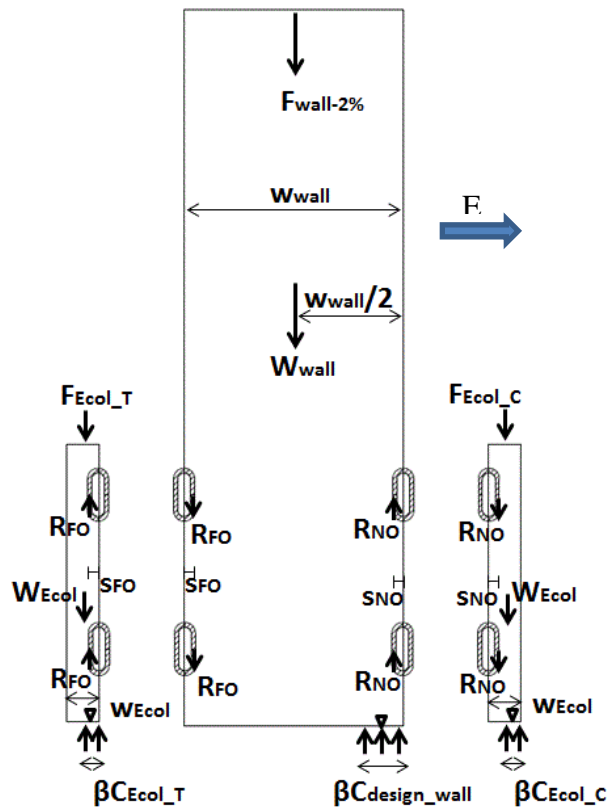 Fwall-2%
wwall
E
wwall/2
Wwall
FEcol_T
FEcol_C
RFO
RFO
RNO
RNO
WEcol
SFO
SFO
SNO
SNO
WEcol
RFO
RFO
RNO
RNO
wEcol
wEcol
βCEcol_T
βCdesign_wall
βCEcol_C